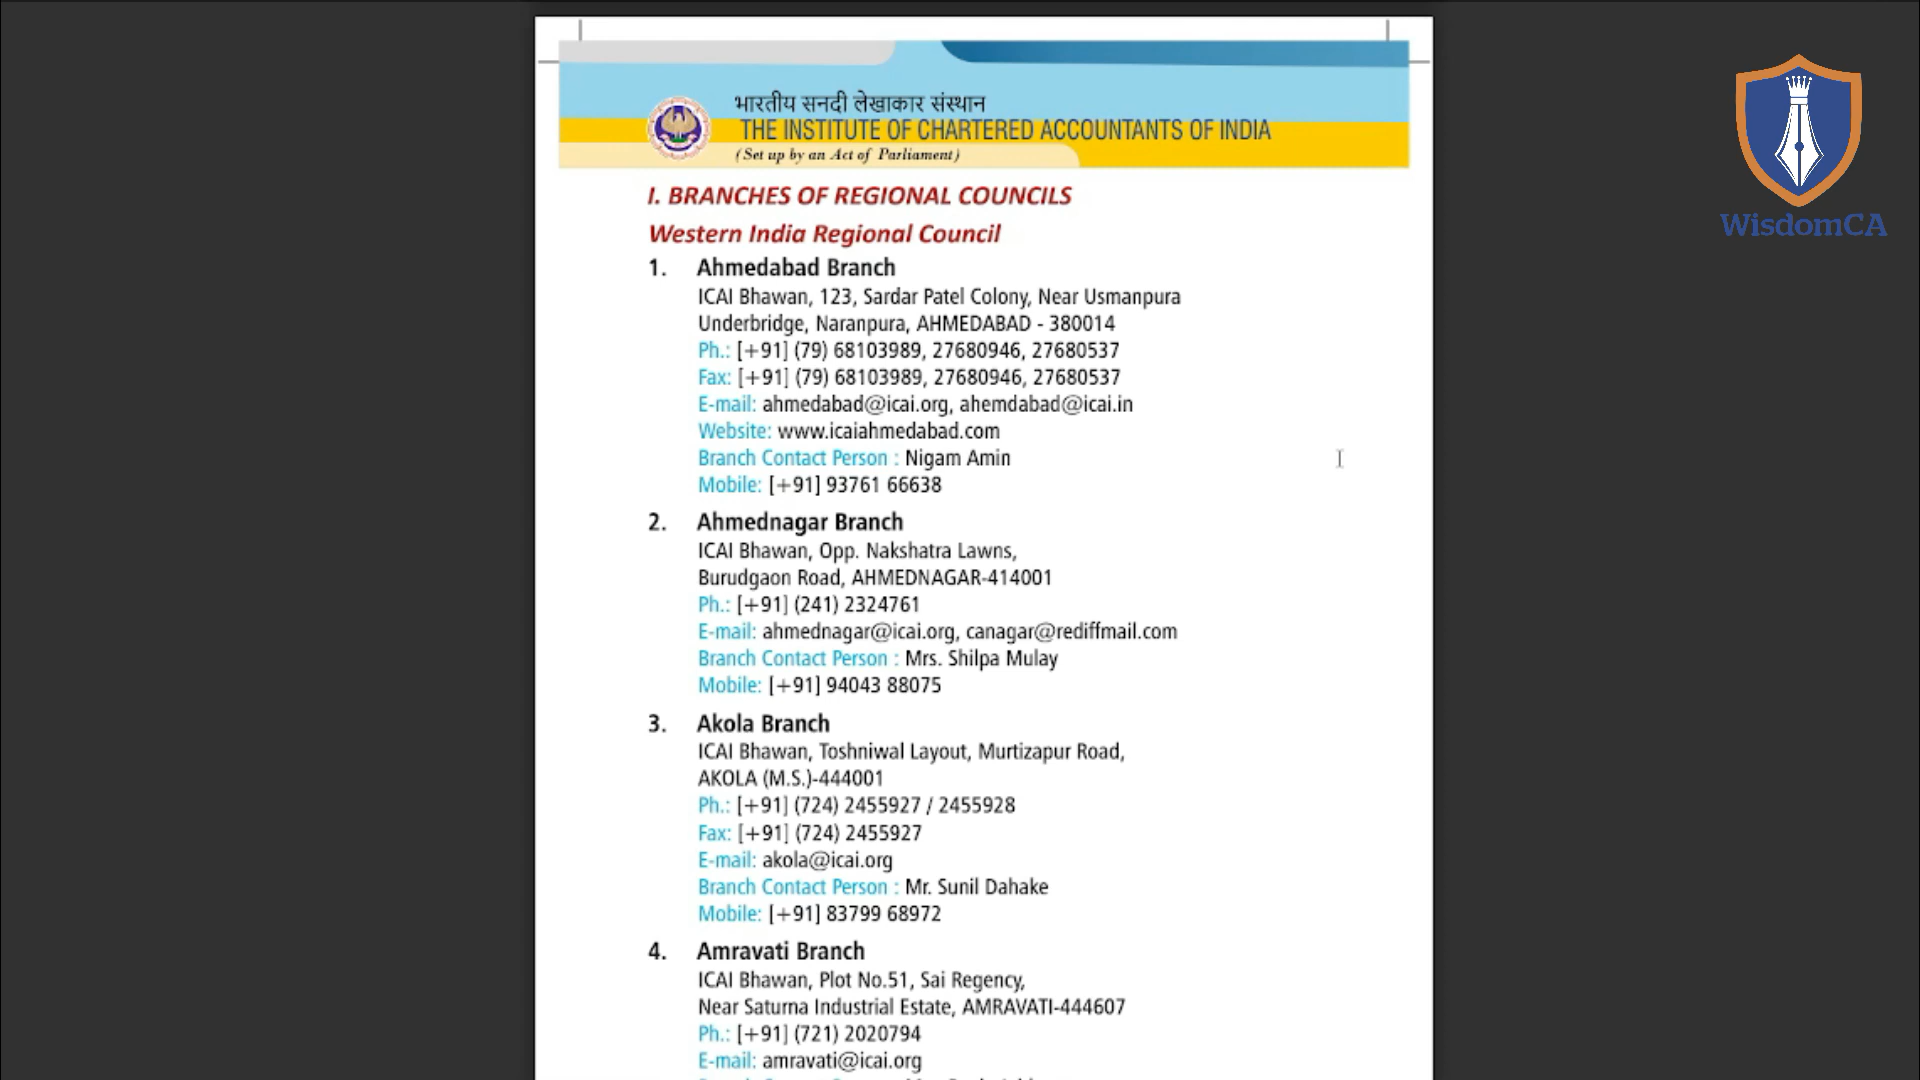 भारतीय सनदी लेखाकार संस्थान
THE INSTITUTE OF CHARTERED ACCOUNTANTS OF INDIA
(Set up by an Act of Parliament)
WisdomCA
I. BRANCHES OF REGIONAL COUNCILS
Western India Regional Council
1. Ahmedabad Branch
ICAI Bhawan, 123, Sardar Patel Colony, Near Usmanpura
Underbridge, Naranpura, AHMEDABAD - 380014
Ph.: [+91] (79) 68103989, 27680946, 27680537
Fax: [+91] (79) 68103989, 27680946, 27680537
E-mail: ahmedabad@icai.org, ahemdabad@icai.in
Website: www.icaiahmedabad.com
Branch Contact Person : Nigam Amin
Mobile: [+91] 93761 66638
2. Ahmednagar Branch
ICAI Bhawan, Opp. Nakshatra Lawns,
Burudgaon Road, AHMEDNAGAR-414001
Ph.: [+91] (241) 2324761
E-mail: ahmednagar@icai.org, canagar@rediffmail.com
Branch Contact Person : Mrs. Shilpa Mulay
Mobile: [+91] 94043 88075
3. Akola Branch
ICAI Bhawan, Toshniwal Layout, Murtizapur Road,
AKOLA (M.S.)-444001
Ph.: [+91] (724) 2455927 / 2455928
Fax: [+91] (724) 2455927
E-mail: akola@icai.org
Branch Contact Person : Mr. Sunil Dahake
Mobile: [+91] 83799 68972
4. Amravati Branch
ICAI Bhawan, Plot No.51, Sai Regency,
Near Saturna Industrial Estate, AMRAVATI-444607
Ph.: [+91] (721) 2020794
E-mail: amravati@icai.org